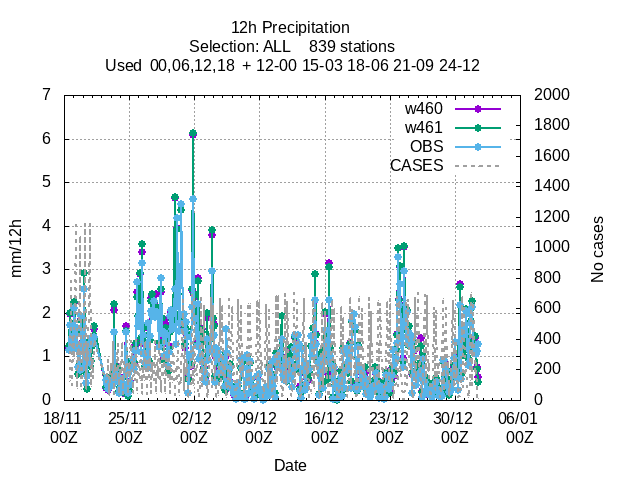 12h Precipitation
Selection: ALL 839 stations
Used 00,06,12,18 + 12-00 15-03 18-06 21-09 24-12
7 2000
w460
w461
OBS
CASES
6
5
4
3
2
1
0
1800
1600
1400
1200
1000
800
600
400
200
0
mm/12h
No cases
18/11 25/11 02/12 09/12 16/12 23/12 30/12 06/01
00Z 00Z 00Z 00Z 00Z 00Z 00Z 00Z
Date